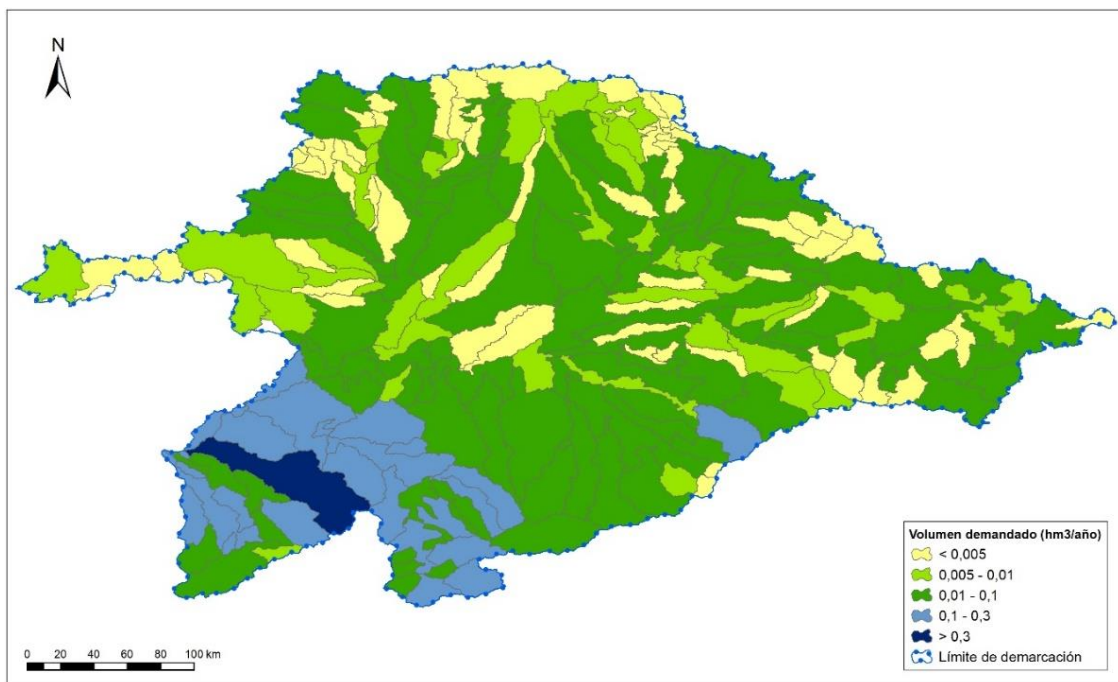 N
Volumen demandado (hm3/año)
< 0,005
0,005 - 0,01
0,01 - 0,1
0,1 - 0,3
> 0,3
Límite de demarcación
0 20 40 60 80 100 km